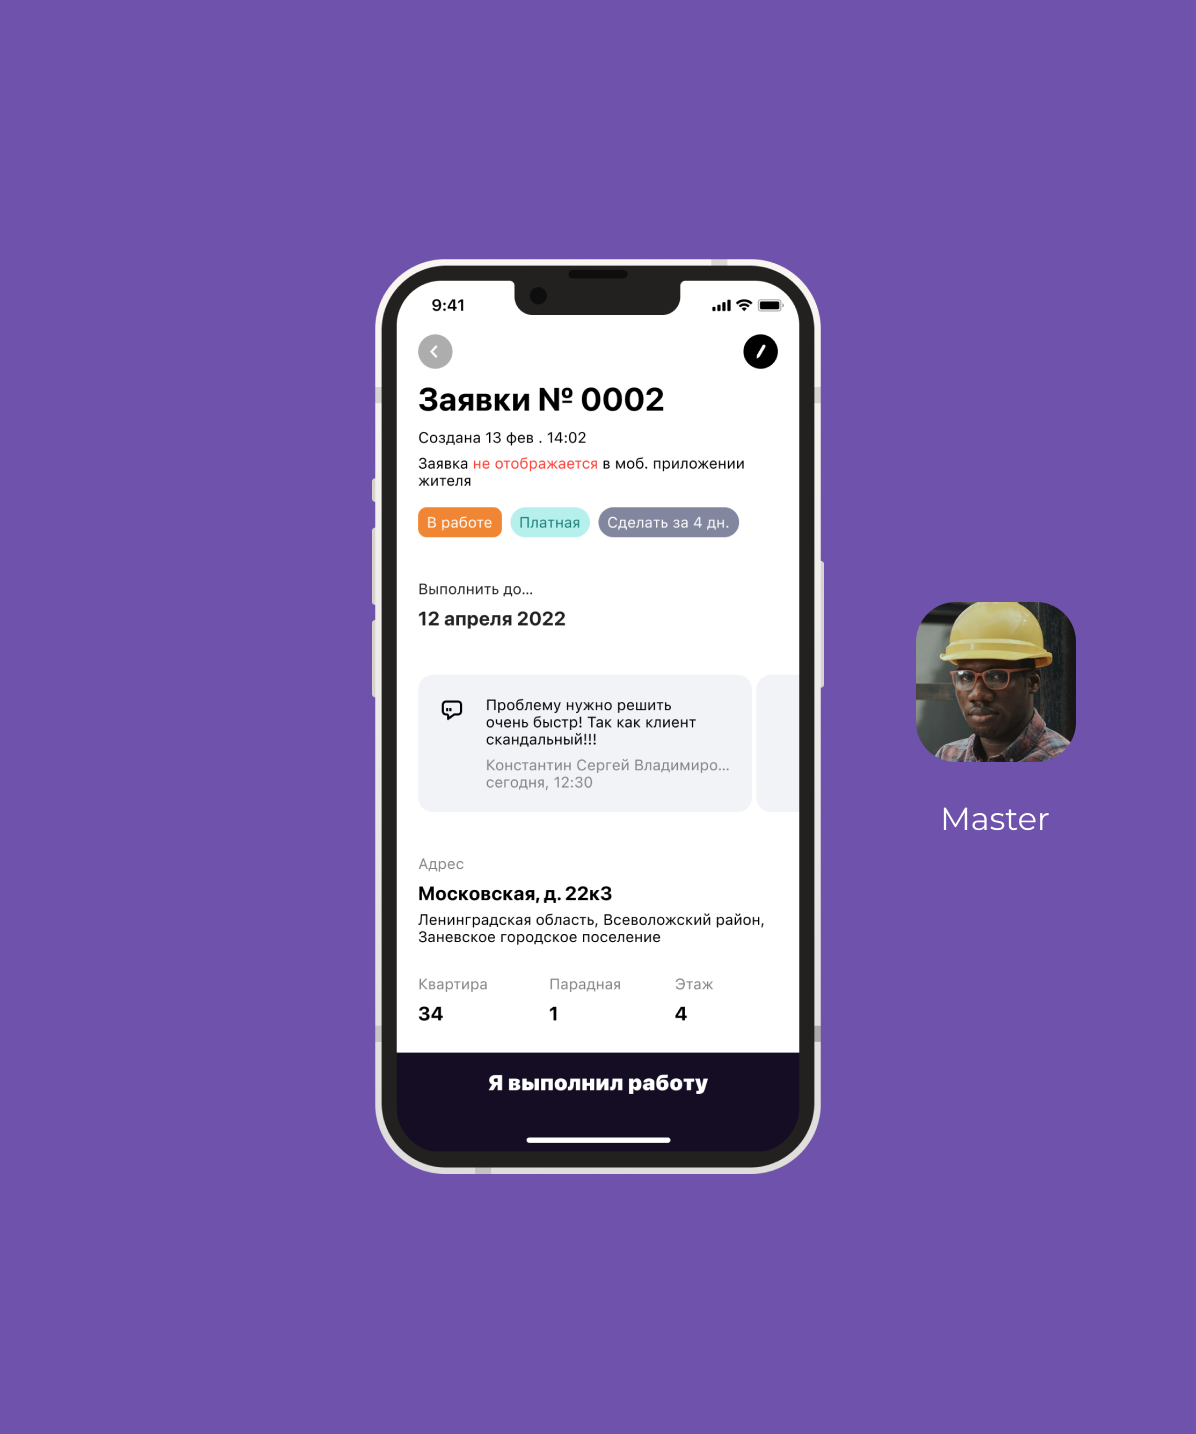 9:41
Заявки № 0002
Создана 13 фев . 14:02
Заявка не отображается в моб. приложении
жителя
В работе Платная Сделать за 4 дн.
Выполнить до...
12 апреля 2022
Проблему нужно решить
очень быстр! Так как клиент
скандальный!!!
Константин Сергей Владимиро...
сегодня, 12:30
Master
Адрес
Московская, д. 22к3
Ленинградская область, Всеволожский район,
Заневское городское поселение
Квартира Парадная Этаж
34 1 4
Я выполнил работу